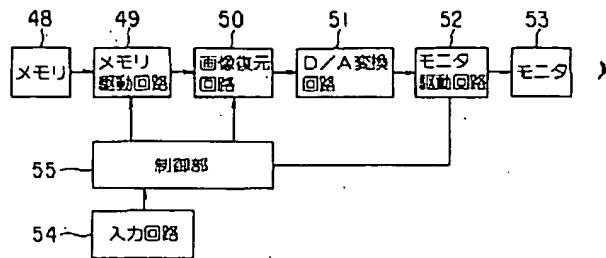 48 49 50 51 52 53
メモリ
メモリ
駆動回路
画像復元
回路
D/A変換
回路
モニタ
駆動回路
モニタ
制御部
55
入力回路
54